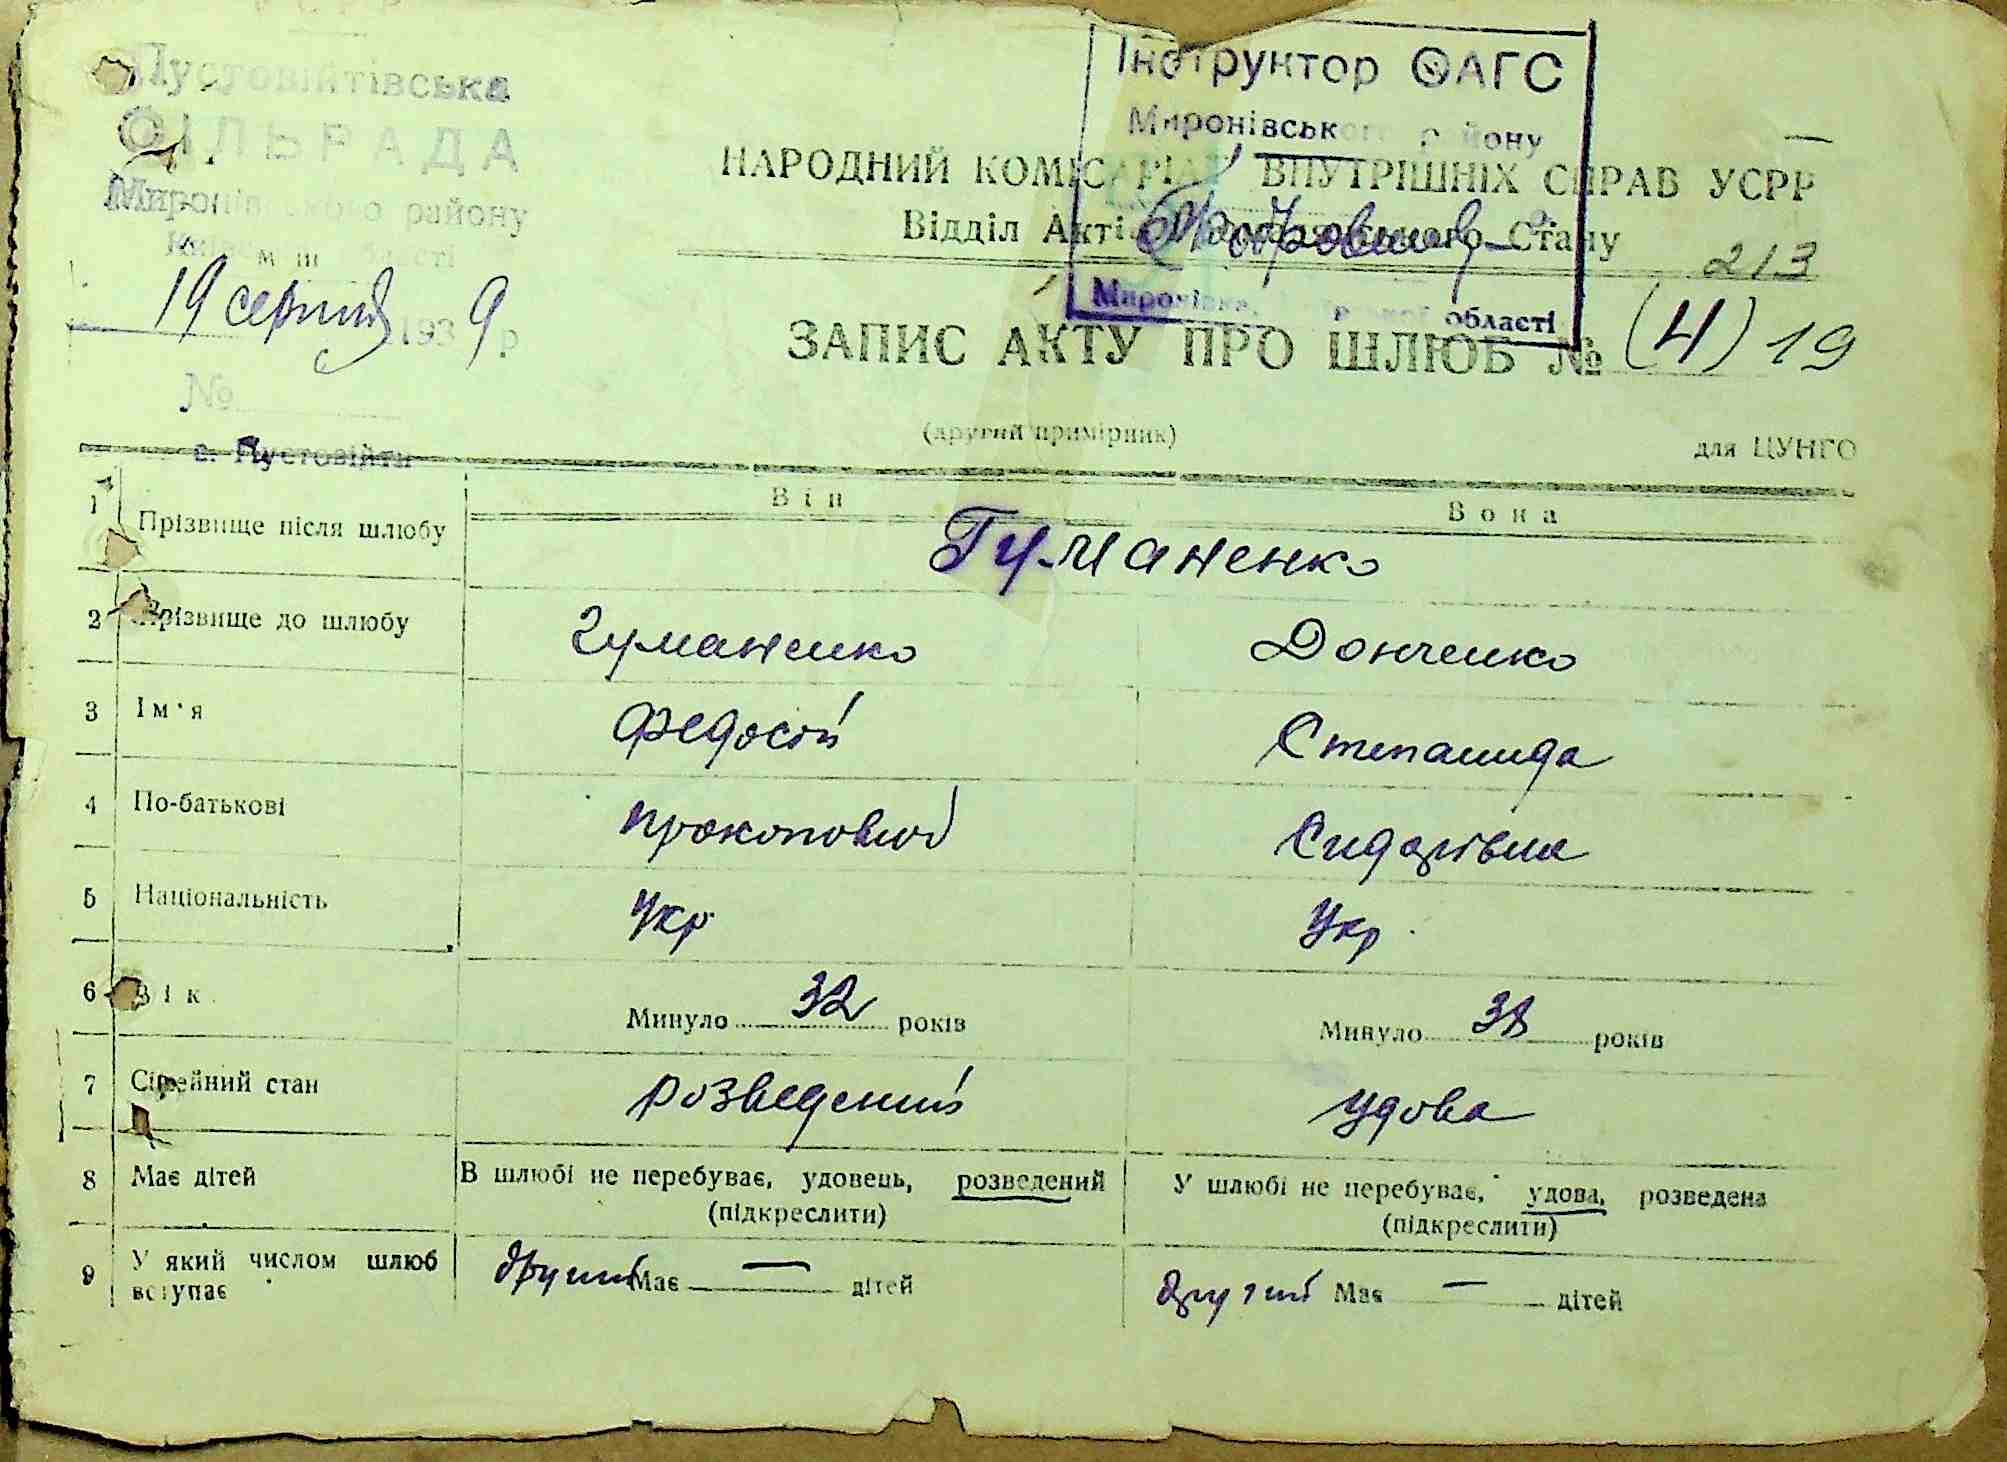 УСРР
Пустовійтівська
СІЛЬРАДА
Миронівського району
Київської області
19 серпня 1939 р
№
с. Пустовійти
Інструктор ОАГС
Миронівського району
Миронівка, області
НАРОДНИЙ КОМІСАРІАТ ВНУТРІШНІХ СПРАВ УСРР
Відділ Актів Громадянського Стану
213
ЗАПИС АКТУ ПРО ШЛЮБ № (4) 19
(другий примірник)
для ЦУНГО
Він Вона
1 Прізвище після шлюбу Гуманенко
2 Прізвище до шлюбу Гуманенко Донченко
3 Ім'я Федосій Степанида
4 По-батькові Прокопович Сидорівна
5 Національність Укр Укр.
6 Вік Минуло 32 років Минуло 38 років
7 Сімейний стан розведений удова
8 Має дітей В шлюбі не перебуває, удовець, розведений У шлюбі не перебуває, удова, розведена
(підкреслити) (підкреслити)
9 У який числом шлюб вступає другий Має — дітей другий Має — дітей